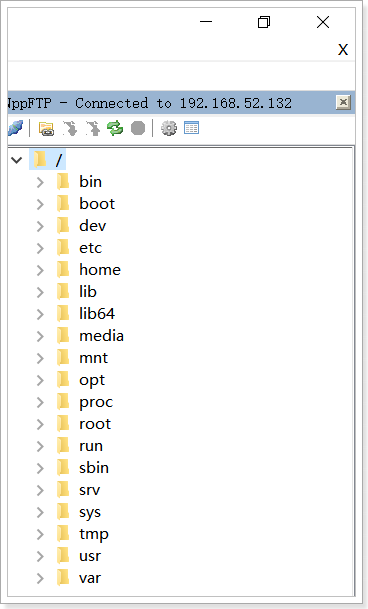 X
NppFTP - Connected to 192.168.52.132
/
bin
boot
dev
etc
home
lib
lib64
media
mnt
opt
proc
root
run
sbin
srv
sys
tmp
usr
var